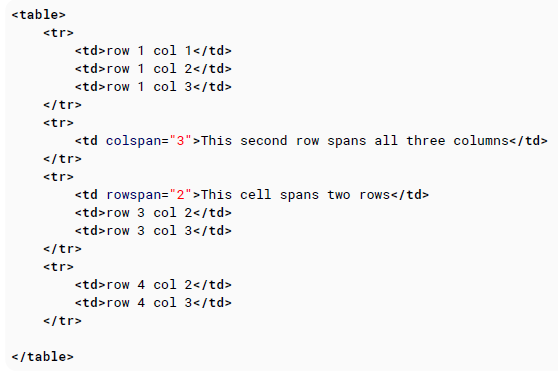 <table>
    <tr>
        <td>row 1 col 1</td>
        <td>row 1 col 2</td>
        <td>row 1 col 3</td>
    </tr>
    <tr>
        <td colspan="3">This second row spans all three columns</td>
    </tr>
    <tr>
        <td rowspan="2">This cell spans two rows</td>
        <td>row 3 col 2</td>
        <td>row 3 col 3</td>
    </tr>
    <tr>
        <td>row 4 col 2</td>
        <td>row 4 col 3</td>
    </tr>

</table>